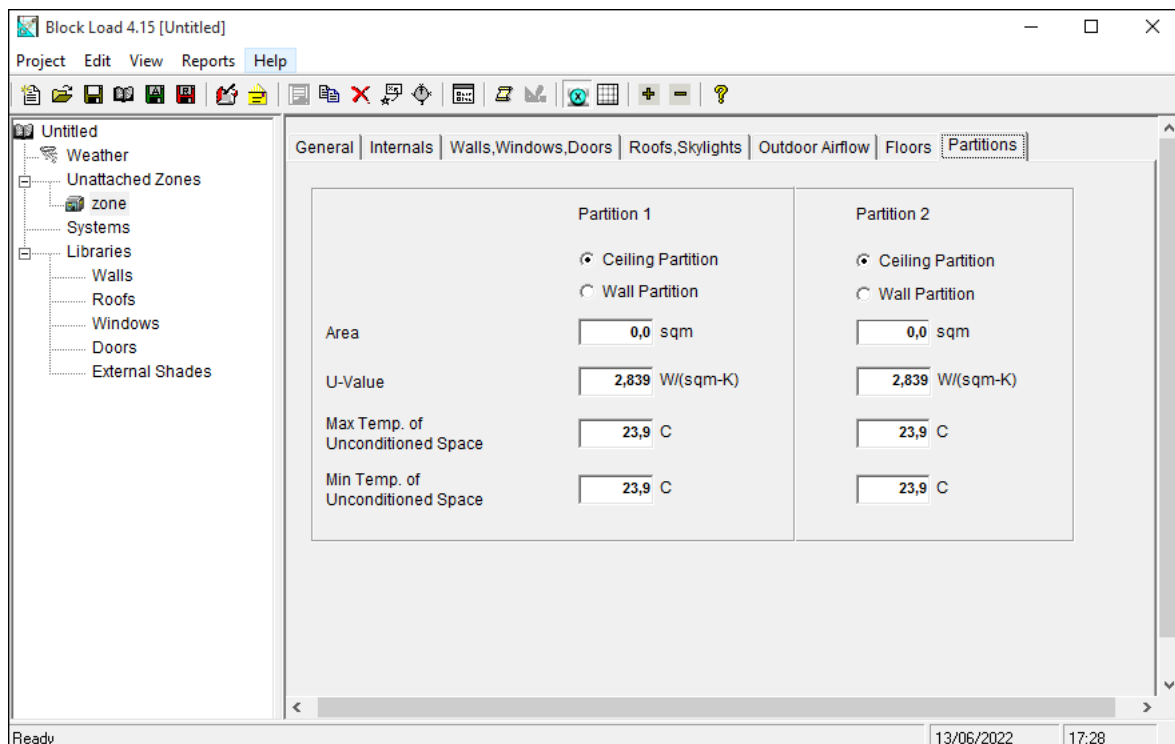 Block Load 4.15 [Untitled]
Project Edit View Reports Help
Untitled
Weather
Unattached Zones
zone
Systems
Libraries
Walls
Roofs
Windows
Doors
External Shades
General Internals Walls,Windows,Doors Roofs,Skylights Outdoor Airflow Floors Partitions
Partition 1 Partition 2
Ceiling Partition Ceiling Partition
Wall Partition Wall Partition
Area 0,0 sqm 0,0 sqm
U-Value 2,839 W/(sqm-K) 2,839 W/(sqm-K)
Max Temp. of
Unconditioned Space 23,9 C 23,9 C
Min Temp. of
Unconditioned Space 23,9 C 23,9 C
Ready 13/06/2022 17:28